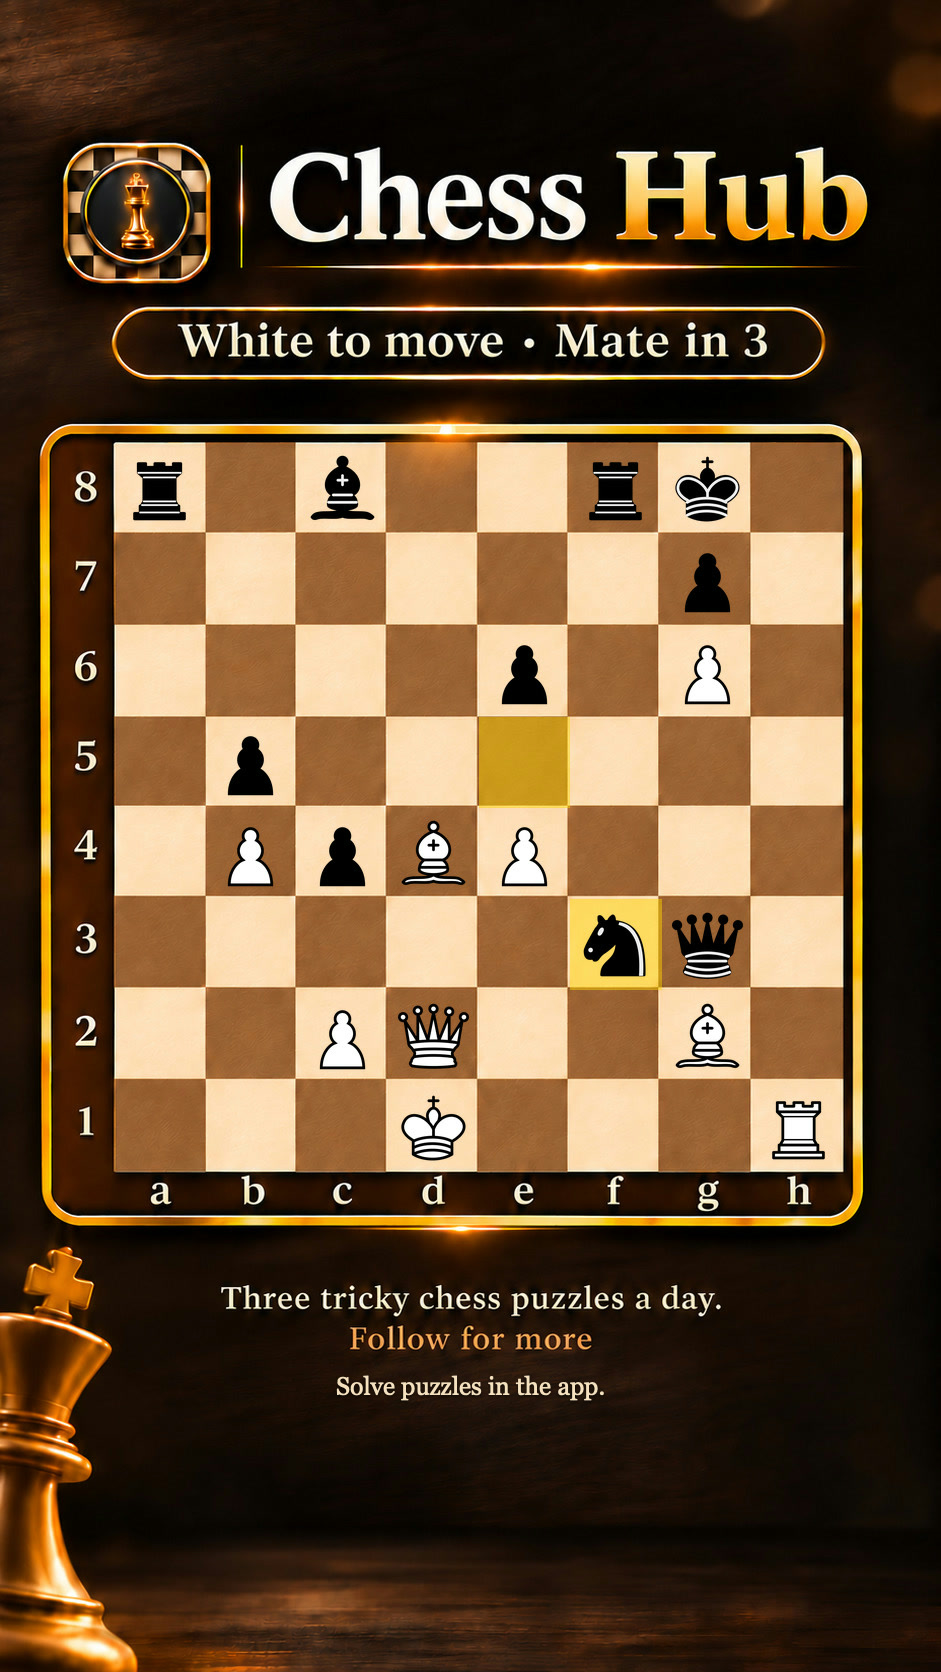 Chess Hub
White to move • Mate in 3
8
7
6
5
4
3
2
1
a b c d e f g h
Three tricky chess puzzles a day.
Follow for more
Solve puzzles in the app.